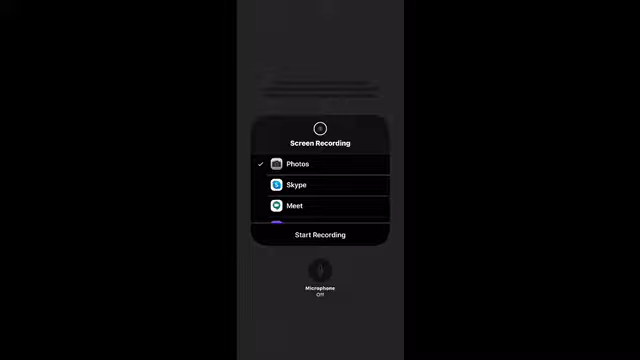 Screen Recording
Photos
Skype
Meet
Start Recording
Microphone
Off